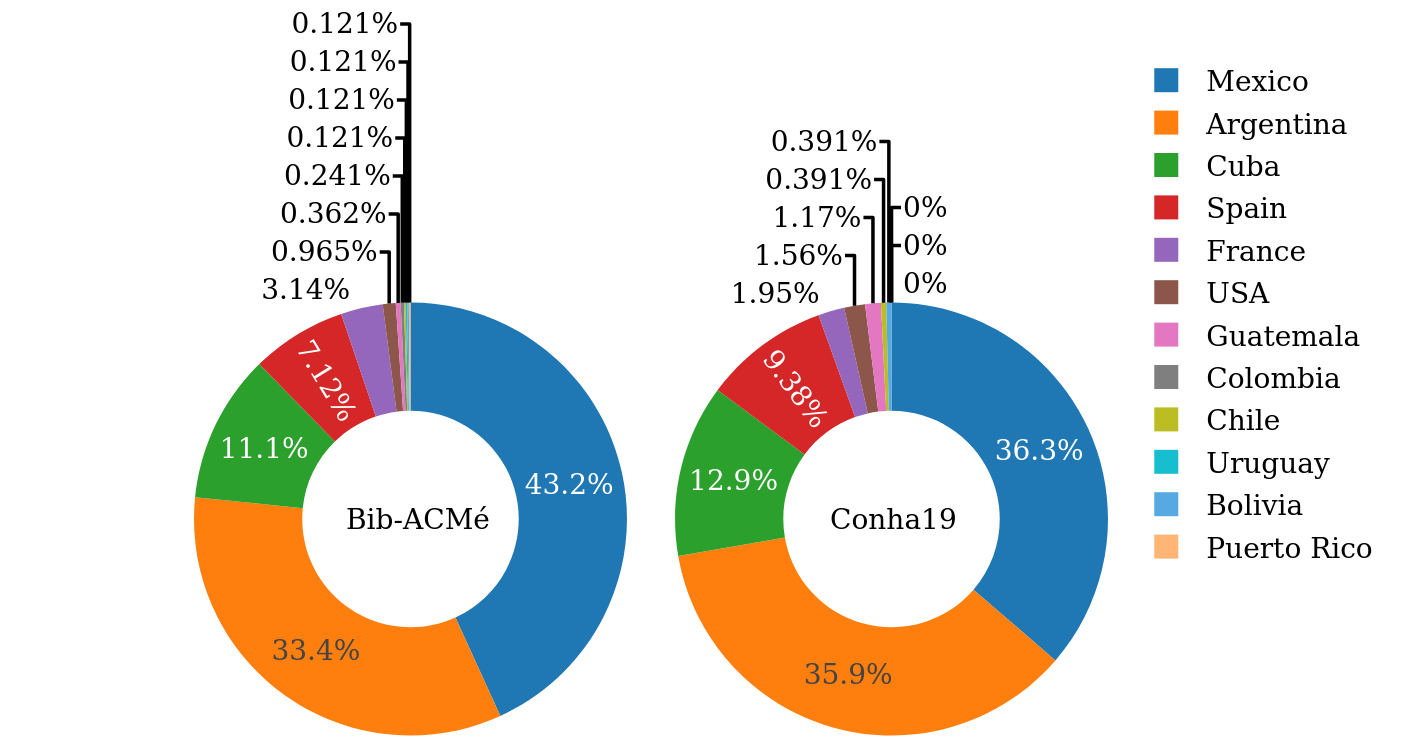 0.121%
0.121%
0.121%
0.121%
0.241%
0.362%
0.965%
3.14%
7.12%
11.1%
43.2%
Bib-ACMé
33.4%
0.391%
0.391%
1.17%
1.56%
1.95%
0%
0%
0%
9.38%
12.9%
36.3%
Conha19
35.9%
Mexico
Argentina
Cuba
Spain
France
USA
Guatemala
Colombia
Chile
Uruguay
Bolivia
Puerto Rico